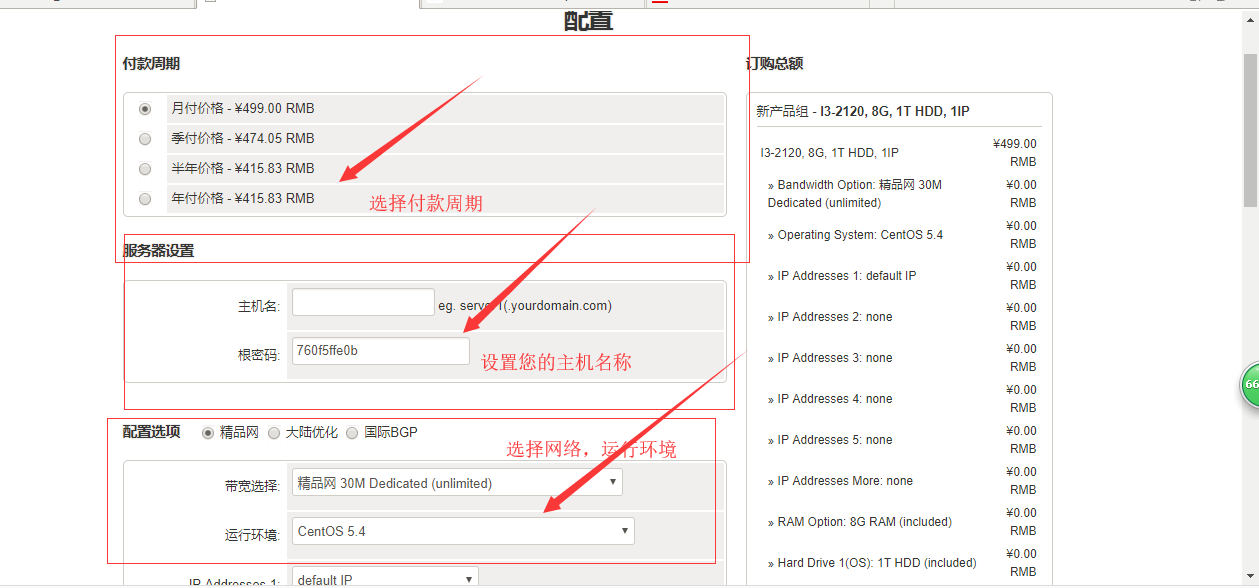 配置
付款周期
月付价格 - ¥499.00 RMB
季付价格 - ¥474.05 RMB
半年价格 - ¥415.83 RMB
年付价格 - ¥415.83 RMB
选择付款周期
服务器设置
主机名:
eg. server1(.yourdomain.com)
根密码:
760f5ffe0b
设置您的主机名称
配置选项
精品网
大陆优化
国际BGP
选择网络，运行环境
带宽选择:
精品网 30M Dedicated (unlimited)
运行环境:
CentOS 5.4
IP Addresses 1:
default IP
订购总额
新产品组 - I3-2120, 8G, 1T HDD, 1IP
I3-2120, 8G, 1T HDD, 1IP
¥499.00
RMB
» Bandwidth Option: 精品网 30M
Dedicated (unlimited)
¥0.00
RMB
» Operating System: CentOS 5.4
¥0.00
RMB
» IP Addresses 1: default IP
¥0.00
RMB
» IP Addresses 2: none
¥0.00
RMB
» IP Addresses 3: none
¥0.00
RMB
» IP Addresses 4: none
¥0.00
RMB
» IP Addresses 5: none
¥0.00
RMB
» IP Addresses More: none
¥0.00
RMB
» RAM Option: 8G RAM (included)
¥0.00
RMB
» Hard Drive 1(OS): 1T HDD (included)
¥0.00
RMB
66